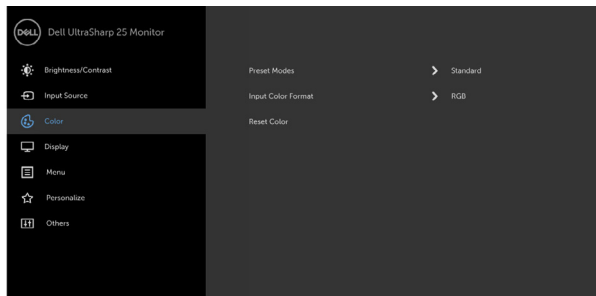 DELL Dell UltraSharp 25 Monitor
Brightness/Contrast
Preset Modes Standard
Input Source
Input Color Format RGB
Color
Reset Color
Display
Menu
Personalize
Others